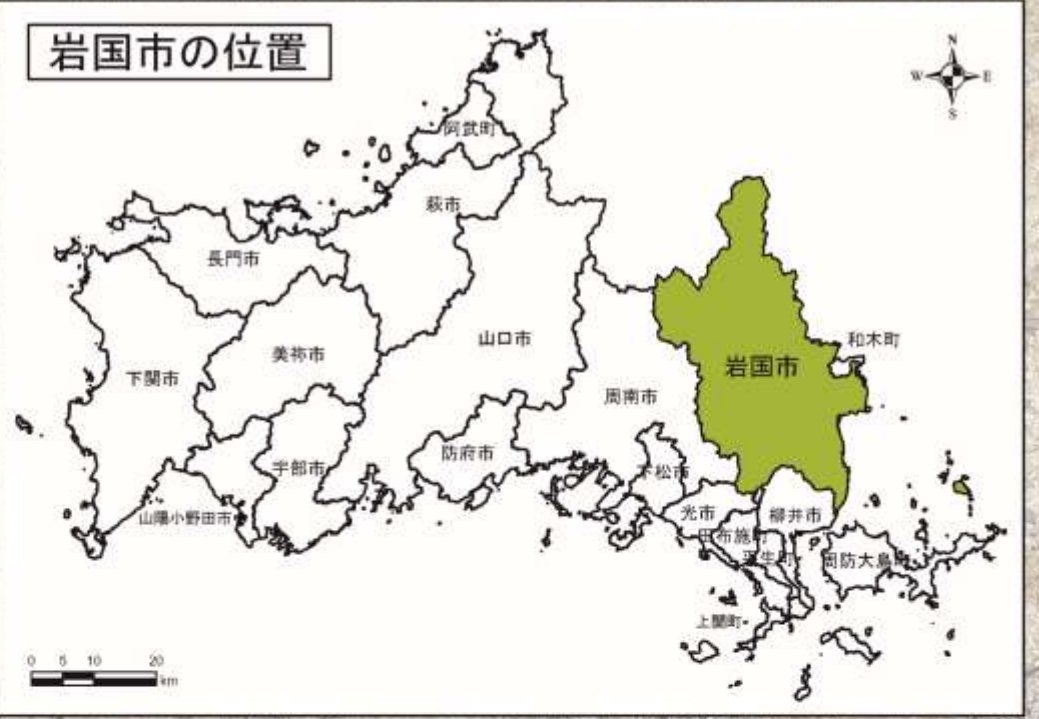 岩国市の位置
N
W E
S
阿武町
萩市
長門市
山口市
和木町
美祢市
岩国市
下関市
周南市
防府市
下松市
宇部市
光市
柳井市
山陽小野田市
田布施町
平生町
周防大島町
上関町
0 5 10 20
km